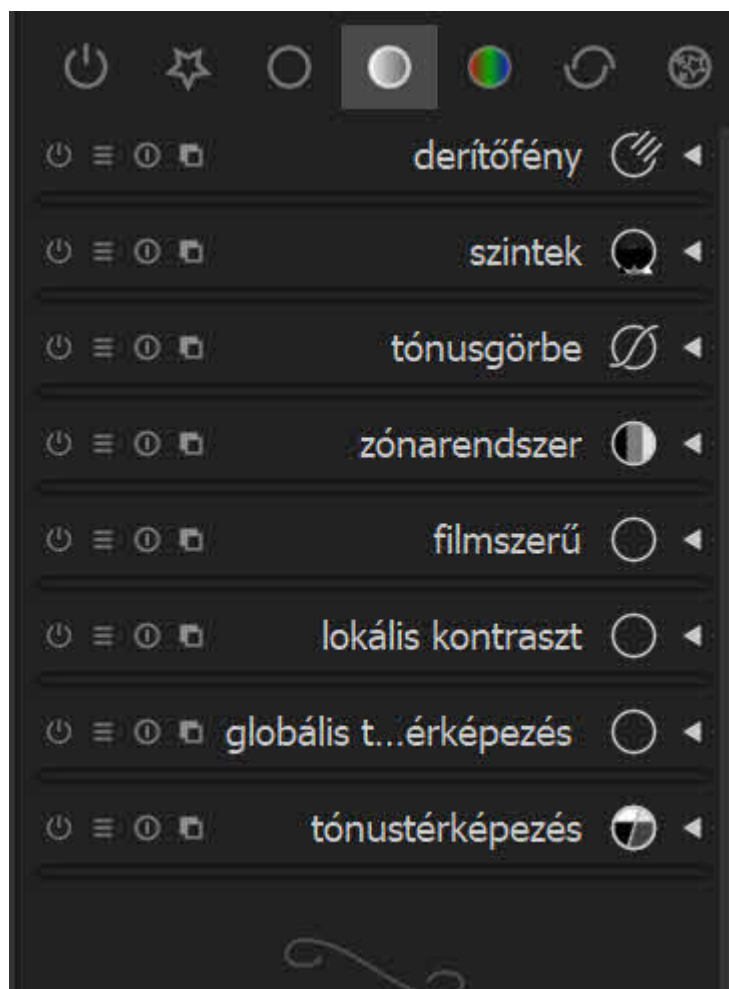 derítőfény
szintek
tónusgörbe
zónarendszer
filmszerű
lokális kontraszt
globális t...érképezés
tónustérképezés